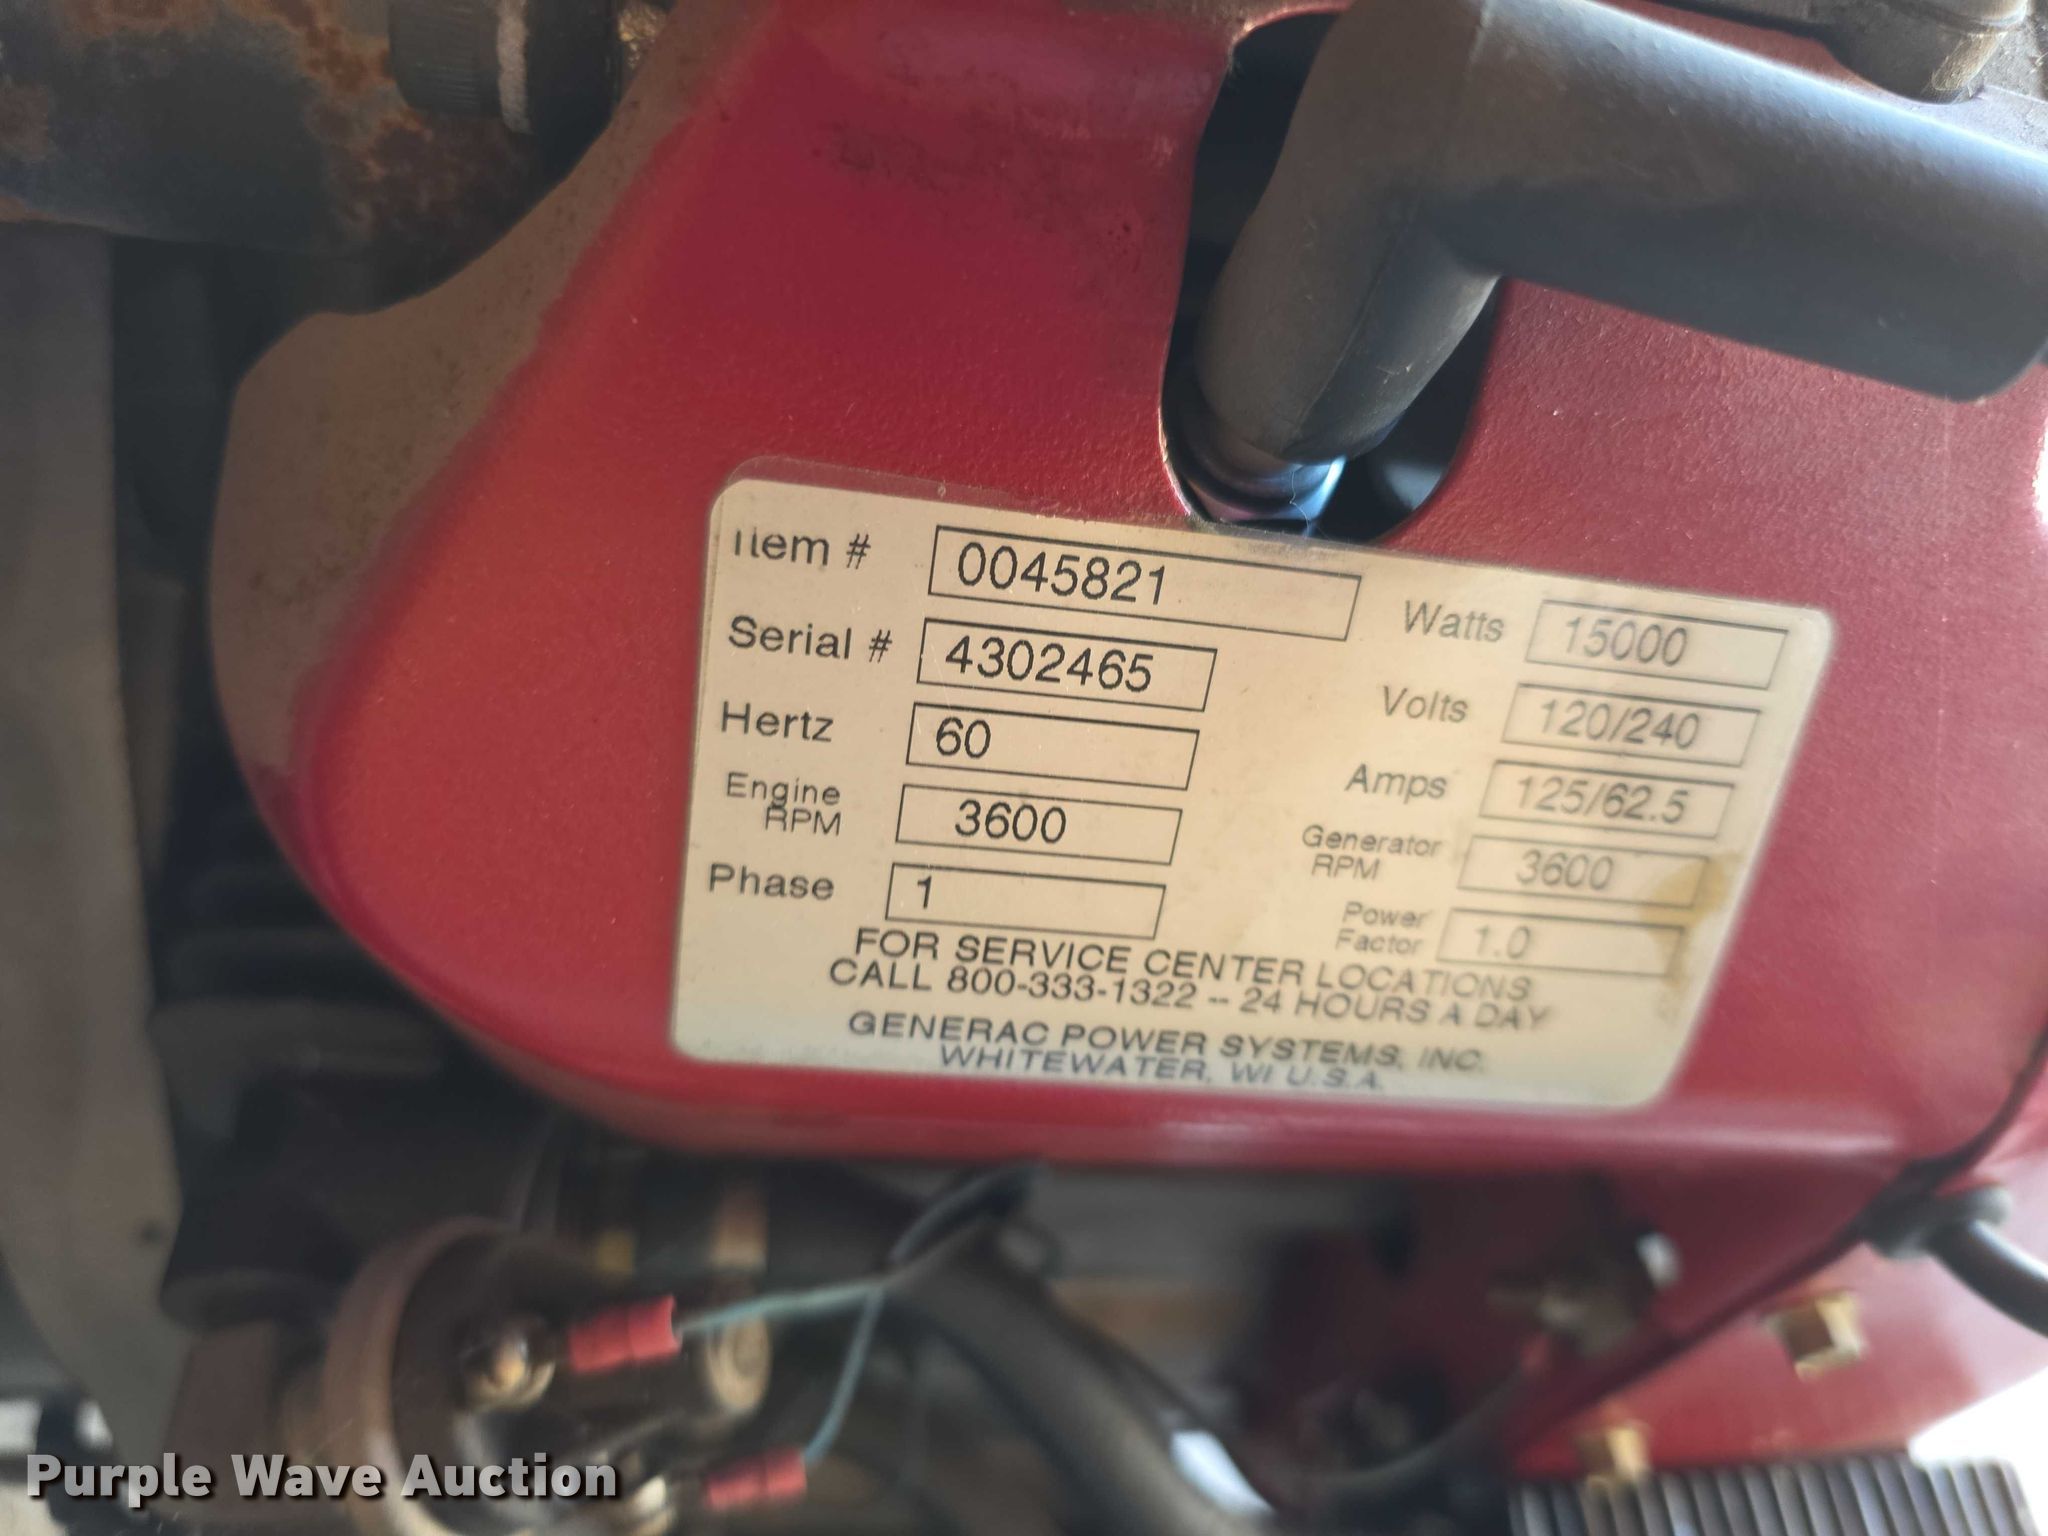 Item # 0045821
Serial # 4302465
Hertz 60
Engine RPM 3600
Phase 1
Watts 15000
Volts 120/240
Amps 125/62.5
Generator RPM 3600
Power Factor 1.0
FOR SERVICE CENTER LOCATIONS
CALL 800-333-1322 -- 24 HOURS A DAY
GENERAC POWER SYSTEMS, INC.
WHITEWATER, WI U.S.A.
Purple Wave Auction